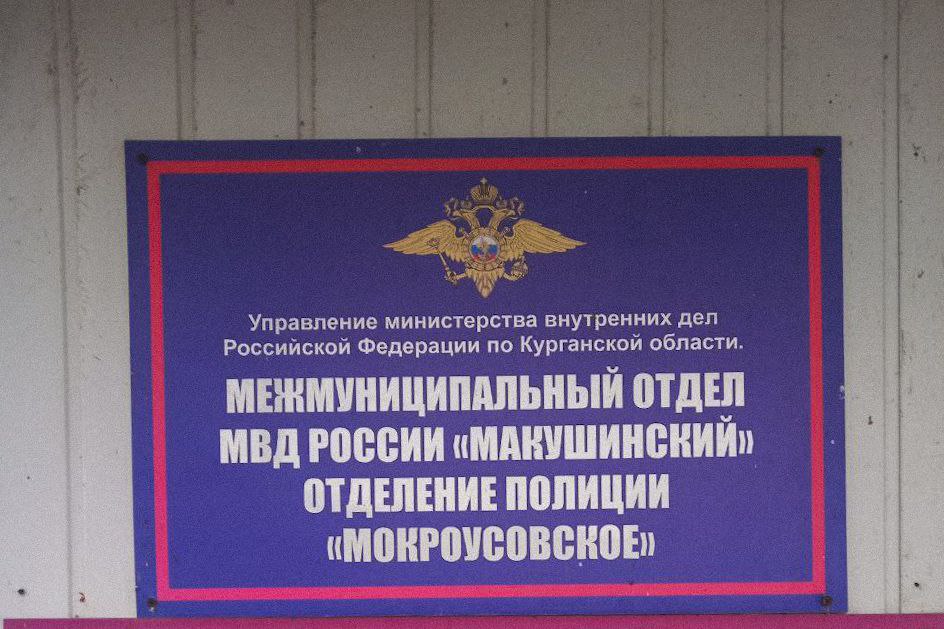 Управление министерства внутренних дел
Российской Федерации по Курганской области.
МЕЖМУНИЦИПАЛЬНЫЙ ОТДЕЛ
МВД РОССИИ «МАКУШИНСКИЙ»
ОТДЕЛЕНИЕ ПОЛИЦИИ
«МОКРОУСОВСКОЕ»